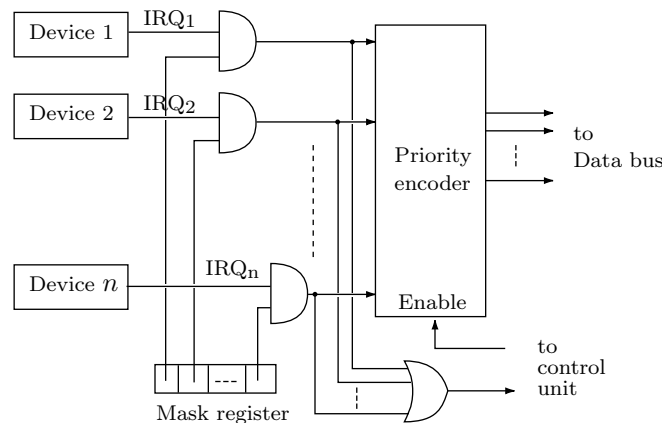 Device 1
IRQ1
Device 2
IRQ2
Device n
IRQn
Priority
encoder
Enable
to
Data bus
to
control
unit
Mask register